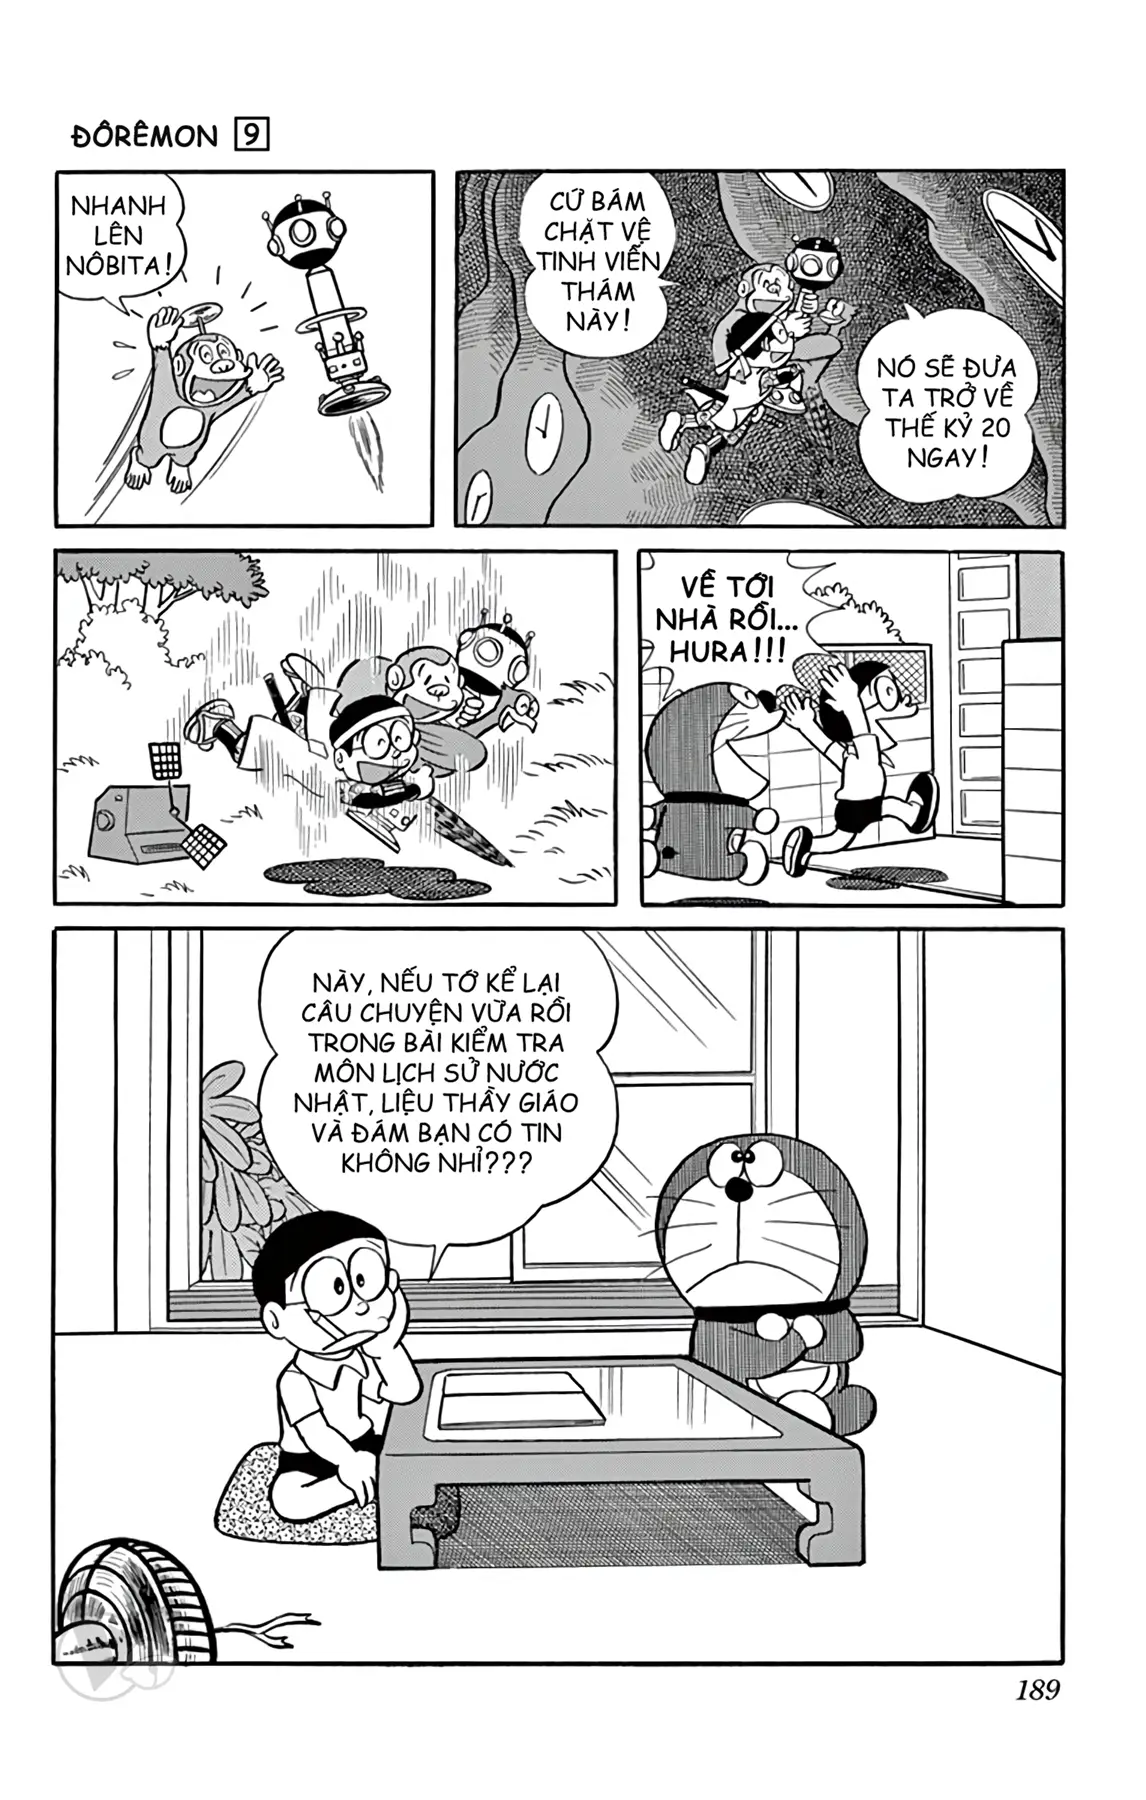 ĐÔRÊMON 9
NHANH
LÊN
NÔBITA!
CỨ BÁM
CHẶT VỆ
TINH VIỄN
THÁM
NÀY!
NÓ SẼ ĐƯA
TA TRỞ VỀ
THẾ KỶ 20
NGAY!
VỀ TỚI
NHÀ RỒI...
HURA!!!
NÀY, NẾU TỚ KỂ LẠI
CÂU CHUYỆN VỪA RỒI
TRONG BÀI KIỂM TRA
MÔN LỊCH SỬ NƯỚC
NHẬT, LIỆU THẦY GIÁO
VÀ ĐÁM BẠN CÓ TIN
KHÔNG NHỈ???
189